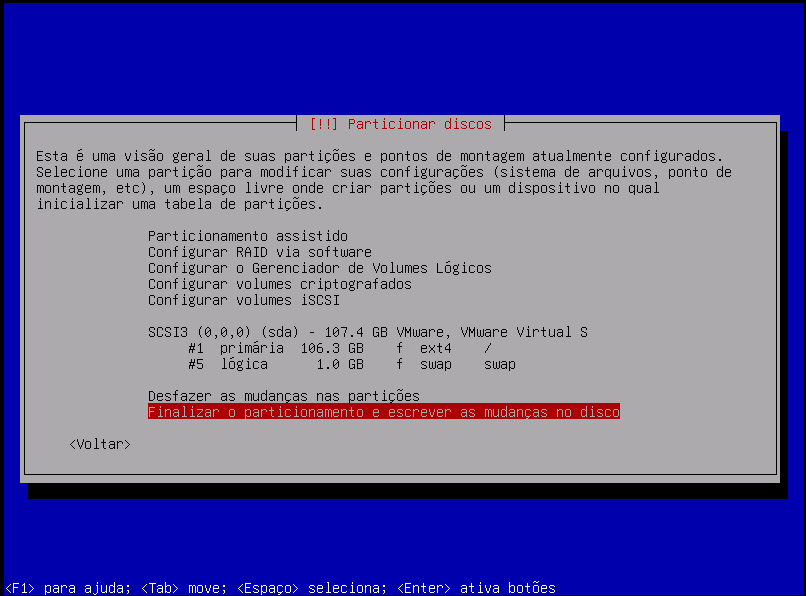 [!!] Particionar discos
Esta é uma visão geral de suas partições e pontos de montagem atualmente configurados.
Selecione uma partição para modificar suas configurações (sistema de arquivos, ponto de
montagem, etc), um espaço livre onde criar partições ou um dispositivo no qual
inicializar uma tabela de partições.
Particionamento assistido
Configurar RAID via software
Configurar o Gerenciador de Volumes Lógicos
Configurar volumes criptografados
Configurar volumes iSCSI
SCSI3 (0,0,0) (sda) - 107.4 GB VMware, VMware Virtual S
#1 primária 106.3 GB f ext4 /
#5 lógica 1.0 GB f swap swap
Desfazer as mudanças nas partições
Finalizar o particionamento e escrever as mudanças no disco
<Voltar>
<F1> para ajuda; <Tab> move; <Espaço> seleciona; <Enter> ativa botões